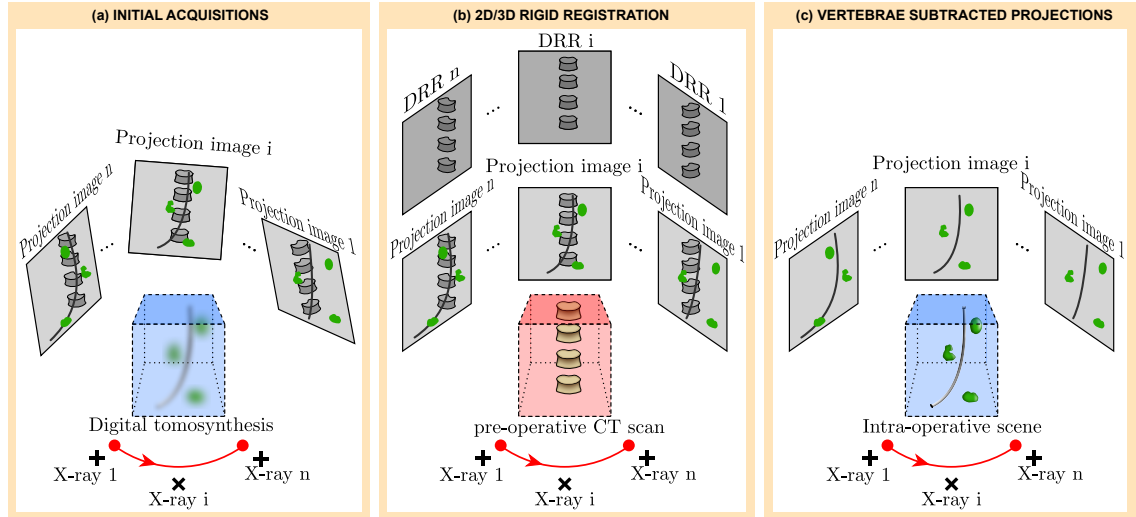 (a) INITIAL ACQUISITIONS
Projection image n
...
Projection image i
...
Projection image 1
Digital tomosynthesis
X-ray 1
X-ray i
X-ray n
(b) 2D/3D RIGID REGISTRATION
DRR n
...
DRR i
...
DRR 1
Projection image n
...
Projection image i
...
Projection image 1
pre-operative CT scan
X-ray 1
X-ray i
X-ray n
(c) VERTEBRAE SUBTRACTED PROJECTIONS
Projection image n
...
Projection image i
...
Projection image 1
Intra-operative scene
X-ray 1
X-ray i
X-ray n